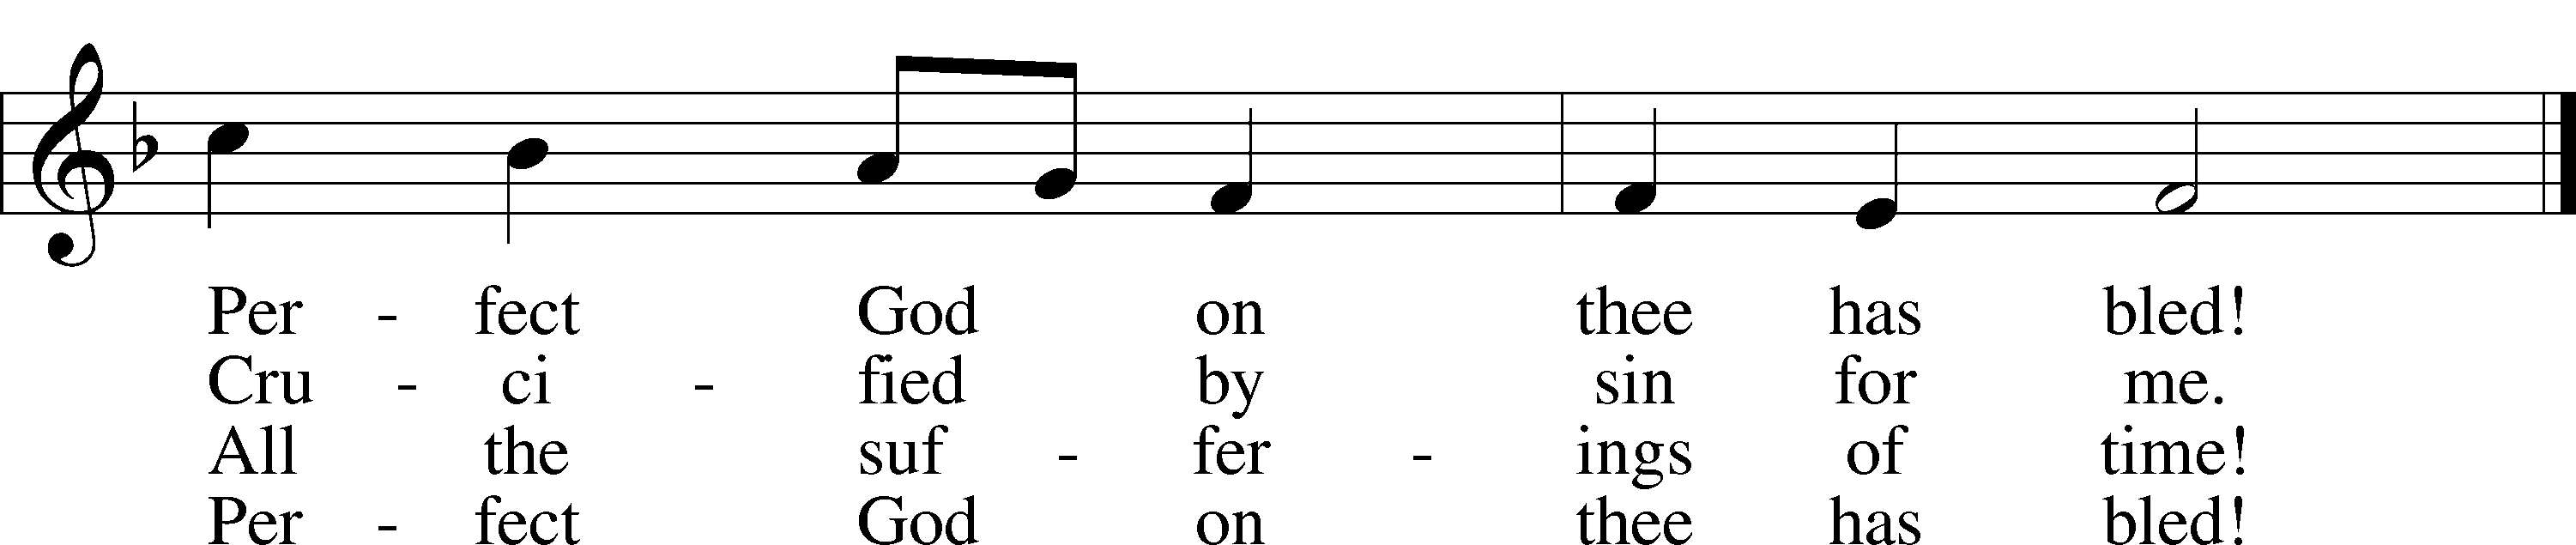 Per - fect God on thee has bled!
Cru - ci - fied by sin for me.
All the suf - fer - ings of time!
Per - fect God on thee has bled!